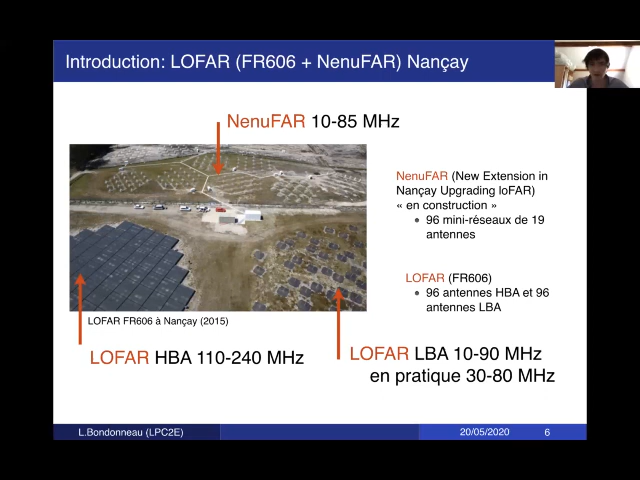 Introduction: LOFAR (FR606 + NenuFAR) Nançay
NenuFAR 10-85 MHz
NenuFAR (New Extension in
Nançay Upgrading loFAR)
« en construction »
• 96 mini-réseaux de 19
antennes
LOFAR (FR606)
• 96 antennes HBA et 96
antennes LBA
LOFAR FR606 à Nançay (2015)
LOFAR HBA 110-240 MHz
LOFAR LBA 10-90 MHz
en pratique 30-80 MHz
L.Bondonneau (LPC2E)
20/05/2020
6